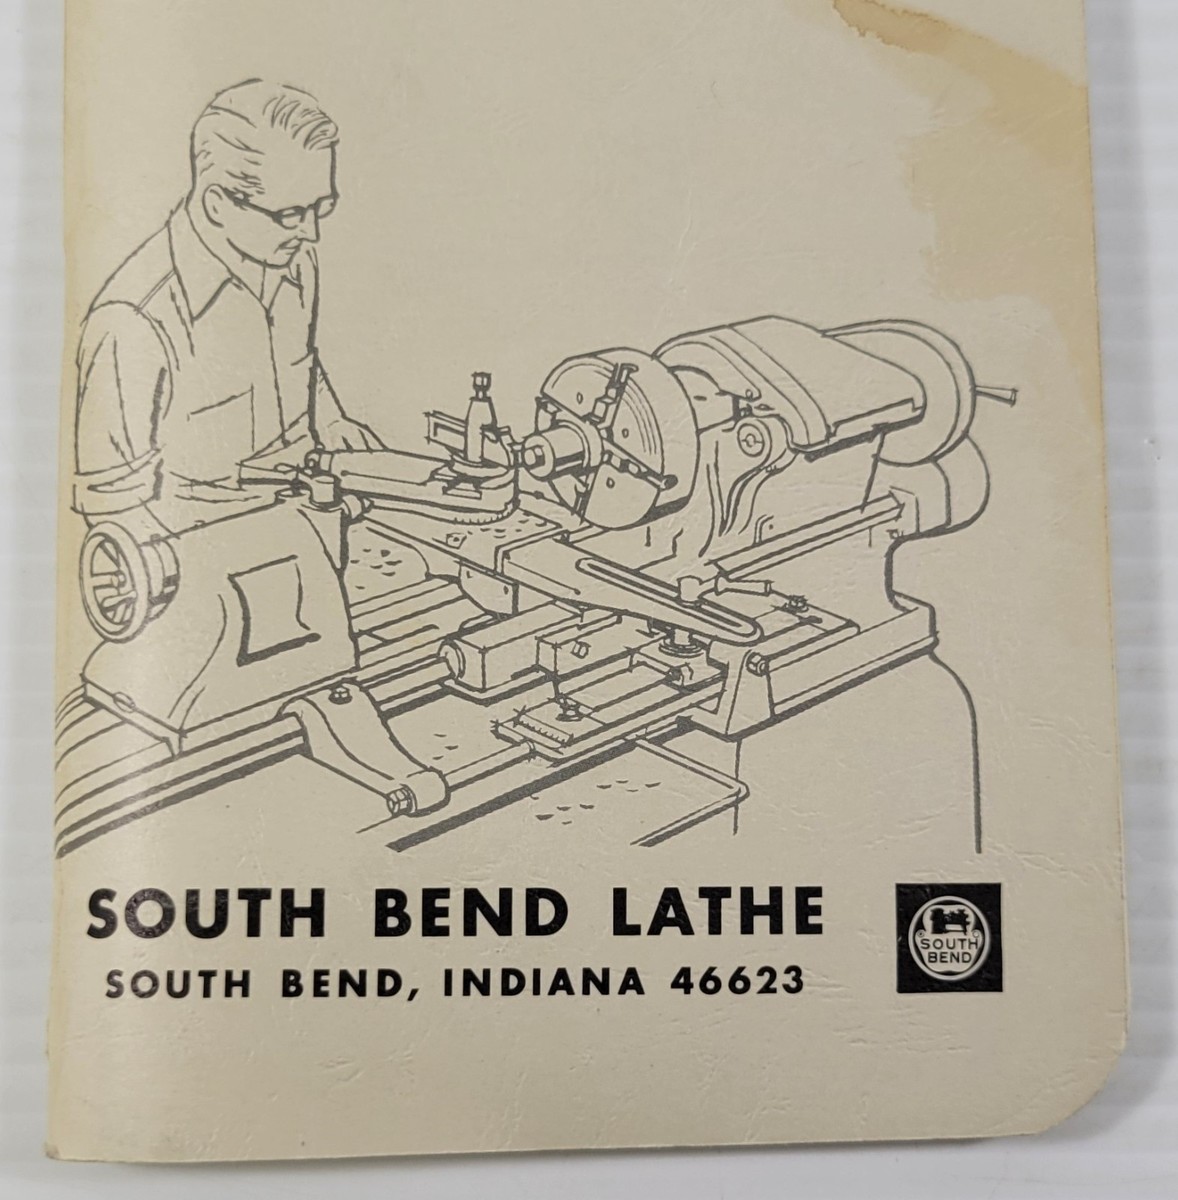 SOUTH BEND LATHE
SOUTH BEND, INDIANA 46623
SOUTH
BEND